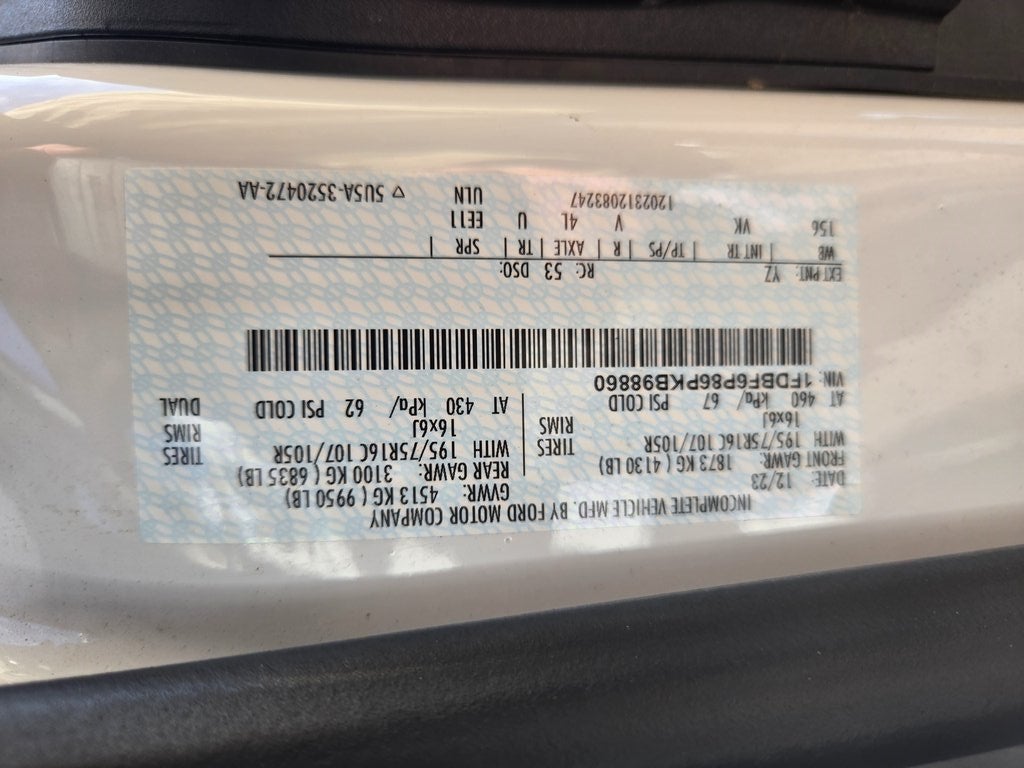 INCOMPLETE VEHICLE MFD. BY FORD MOTOR COMPANY
DATE: 12/23 GVWR: 4513 KG ( 9950 LB)
FRONT GAWR: 1873 KG ( 4130 LB) REAR GAWR: 3100 KG ( 6835 LB)
WITH 195/75R16C 107/105R TIRES WITH 195/75R16C 107/105R TIRES
16x6J RIMS 16x6J RIMS
AT 460 kPa/ 67 PSI COLD AT 430 kPa/ 62 PSI COLD DUAL
VIN: 1FDBF6P86PKB98860
EXT PNT: YZ RC: 53 DSO:
WB | INT TR | TP/PS | R | AXLE | TR | SPR |
156 VK V 4L U EE11
1202312083247 ULN ▽ 5U5A-3520472-AA